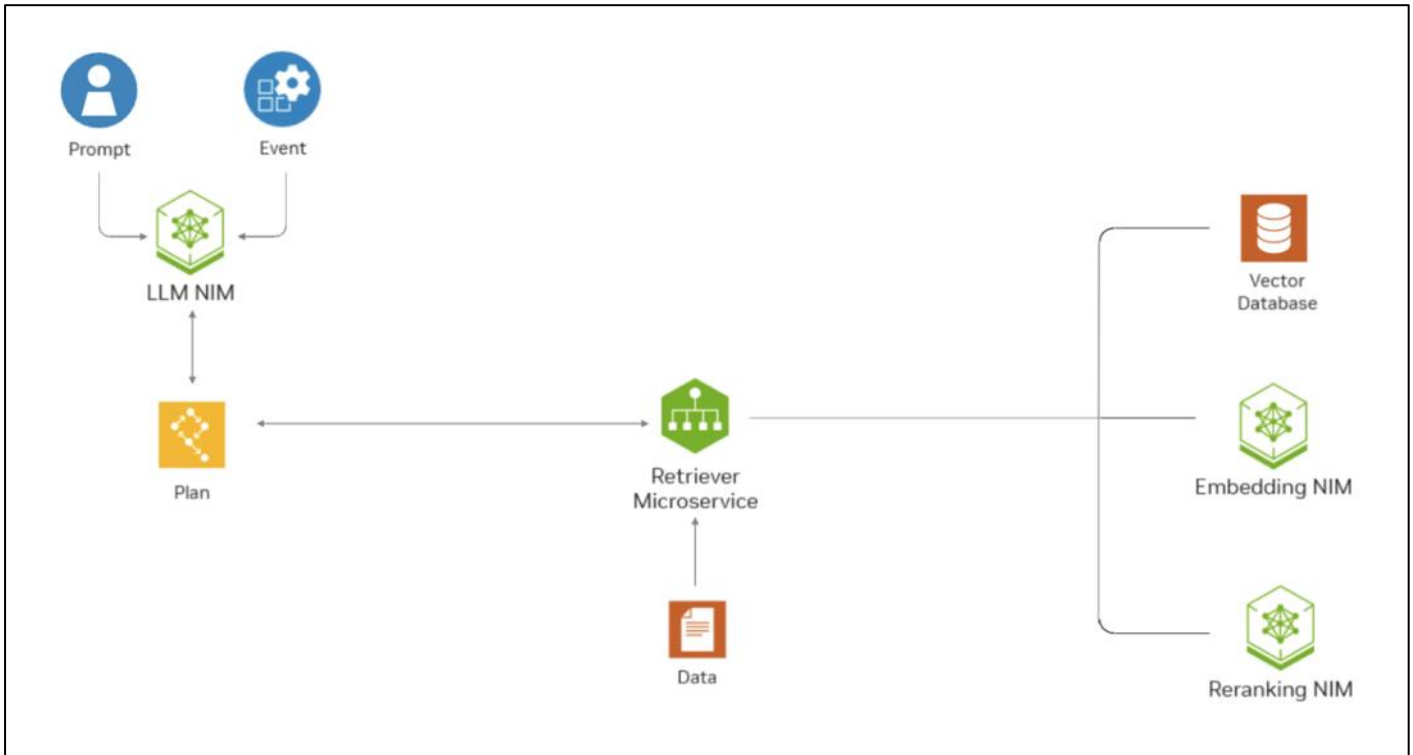 Prompt
Event
LLM NIM
Plan
Retriever
Microservice
Data
Vector
Database
Embedding NIM
Reranking NIM